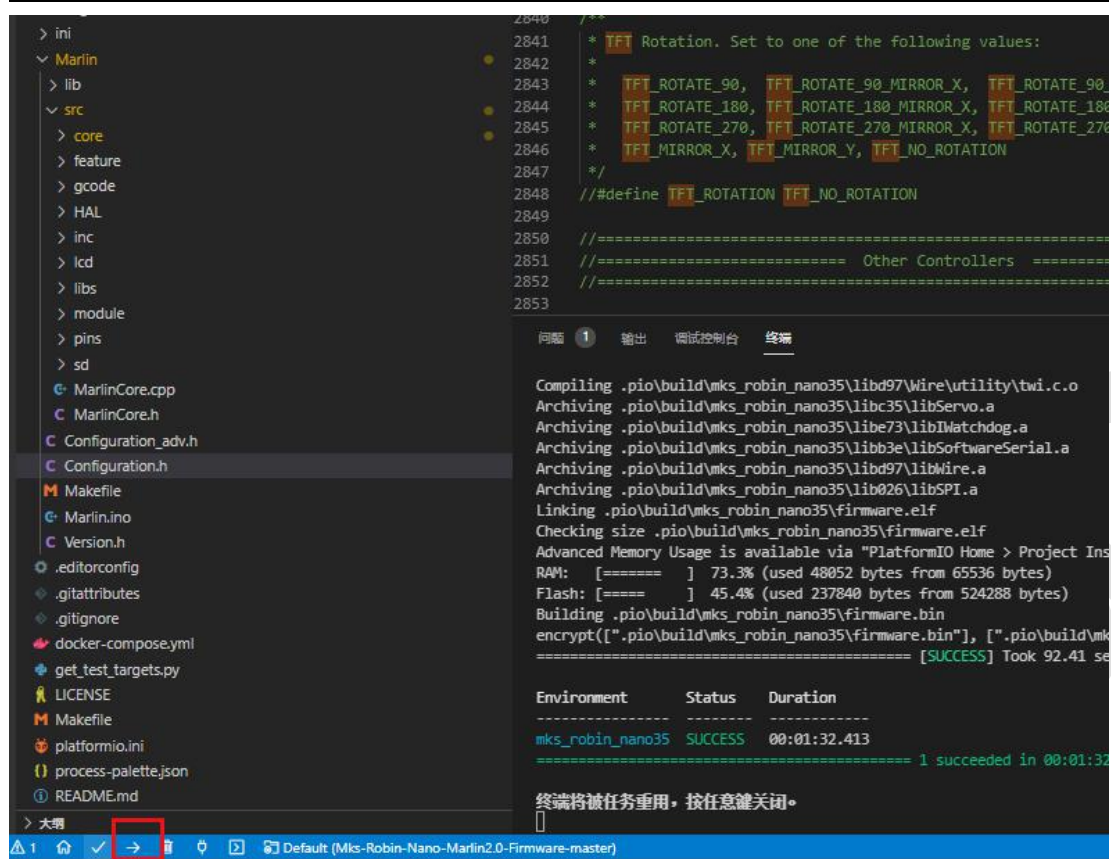 ini
Marlin
lib
src
core
feature
gcode
HAL
inc
lcd
libs
module
pins
sd
MarlinCore.cpp
MarlinCore.h
Configuration_adv.h
Configuration.h
Makefile
Marlin.ino
Version.h
.editorconfig
.gitattributes
.gitignore
docker-compose.yml
get_test_targets.py
LICENSE
Makefile
platformio.ini
process-palette.json
README.md
大纲
2840 /**
2841 * TFT Rotation. Set to one of the following values:
2842 *
2843 * TFT_ROTATE_90, TFT_ROTATE_90_MIRROR_X, TFT_ROTATE_90_
2844 * TFT_ROTATE_180, TFT_ROTATE_180_MIRROR_X, TFT_ROTATE_180
2845 * TFT_ROTATE_270, TFT_ROTATE_270_MIRROR_X, TFT_ROTATE_270
2846 * TFT_MIRROR_X, TFT_MIRROR_Y, TFT_NO_ROTATION
2847 */
2848 //#define TFT_ROTATION TFT_NO_ROTATION
2849
2850 //==========================================================
2851 //============================ Other Controllers =========
2852 //==========================================================
2853
问题 1 输出 调试控制台 终端
Compiling .pio\build\mks_robin_nano35\libd97\Wire\utility\twi.c.o
Archiving .pio\build\mks_robin_nano35\libc35\libServo.a
Archiving .pio\build\mks_robin_nano35\libe73\libIWatchdog.a
Archiving .pio\build\mks_robin_nano35\libb3e\libSoftwareSerial.a
Archiving .pio\build\mks_robin_nano35\libd97\libWire.a
Archiving .pio\build\mks_robin_nano35\lib026\libSPI.a
Linking .pio\build\mks_robin_nano35\firmware.elf
Checking size .pio\build\mks_robin_nano35\firmware.elf
Advanced Memory Usage is available via "PlatformIO Home > Project Ins
RAM: [======= ] 73.3% (used 48052 bytes from 65536 bytes)
Flash: [===== ] 45.4% (used 237840 bytes from 524288 bytes)
Building .pio\build\mks_robin_nano35\firmware.bin
encrypt([".pio\build\mks_robin_nano35\firmware.bin"], [".pio\build\mk
=========================================== [SUCCESS] Took 92.41 se
Environment Status Duration
---------------- -------- ------------
mks_robin_nano35 SUCCESS 00:01:32.413
=========================================== 1 succeeded in 00:01:32
终端将被任务重用，按任意键关闭。
1 Default (Mks-Robin-Nano-Marlin2.0-Firmware-master)